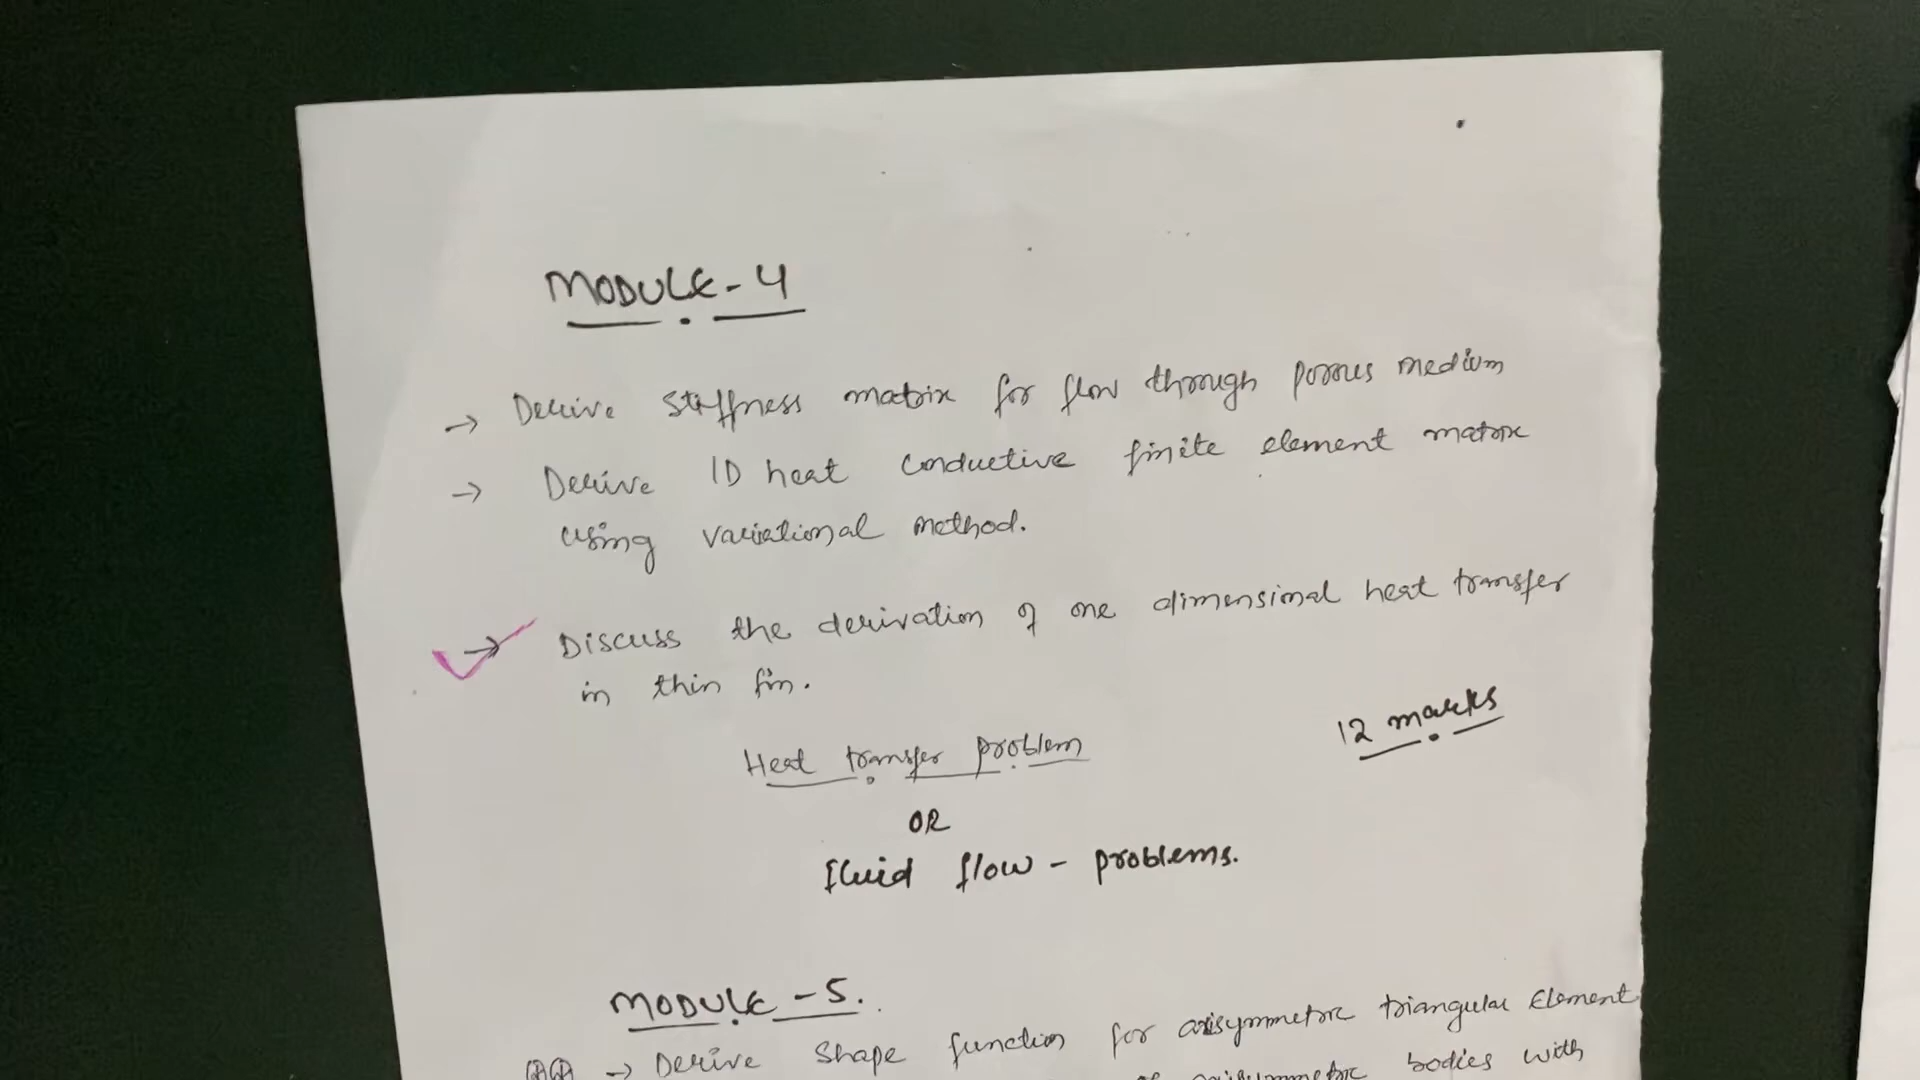 MODULE-4
→ Derive stiffness matrix for flow through porous medium
→ Derive 1D heat conductive finite element matrix
using variational method.
→ Discuss the derivation of one dimensional heat transfer
in thin fin.
12 marks
Heat transfer problem
OR
fluid flow - problems.
MODULE - 5.
→ Derive shape function for axisymmetric triangular Element
axisymmetric bodies with